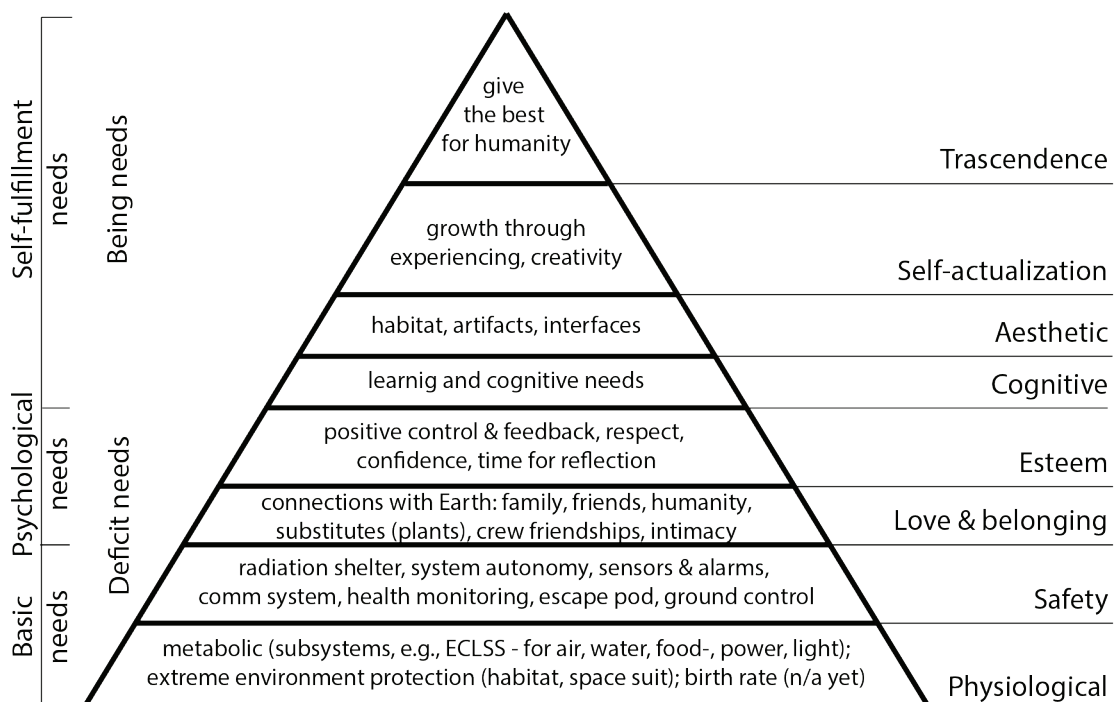 give
the best
for humanity
Trascendence
growth through
experiencing, creativity
Self-actualization
habitat, artifacts, interfaces
Aesthetic
learnig and cognitive needs
Cognitive
positive control & feedback, respect,
confidence, time for reflection
Esteem
connections with Earth: family, friends, humanity,
substitutes (plants), crew friendships, intimacy
Love & belonging
radiation shelter, system autonomy, sensors & alarms,
comm system, health monitoring, escape pod, ground control
Safety
metabolic (subsystems, e.g., ECLSS - for air, water, food-, power, light);
extreme environment protection (habitat, space suit); birth rate (n/a yet)
Physiological
Self-fulfillment
needs
Being needs
Psychological
needs
Deficit needs
Basic
needs